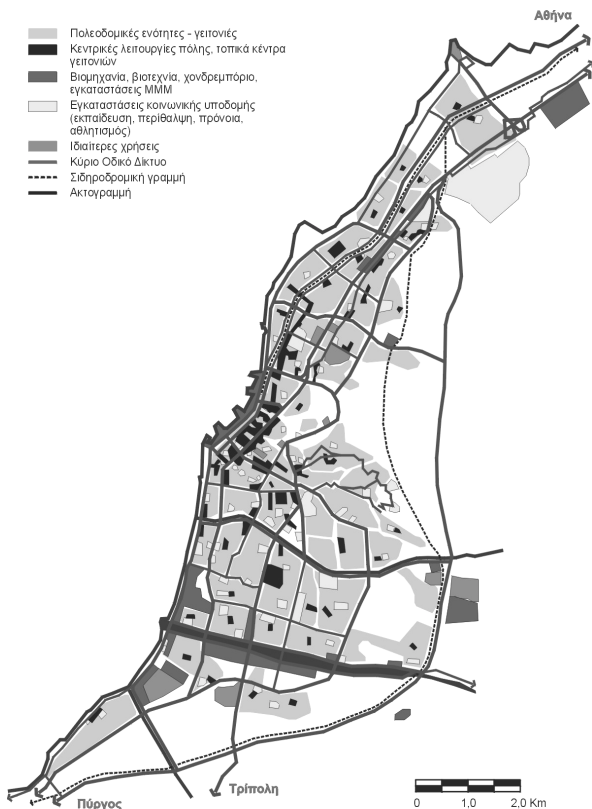 Αθήνα
Πολεοδομικές ενότητες - γειτονιές
Κεντρικές λειτουργίες πόλης, τοπικά κέντρα
γειτονιών
Βιομηχανία, βιοτεχνία, χονδρεμπόριο,
εγκαταστάσεις ΜΜΜ
Εγκαταστάσεις κοινωνικής υποδομής
(εκπαίδευση, περίθαλψη, πρόνοια,
αθλητισμός)
Ιδιαίτερες χρήσεις
Κύριο Οδικό Δίκτυο
Σιδηροδρομική γραμμή
Ακτογραμμή
Τρίπολη
Πύργος
0 1,0 2,0 Km